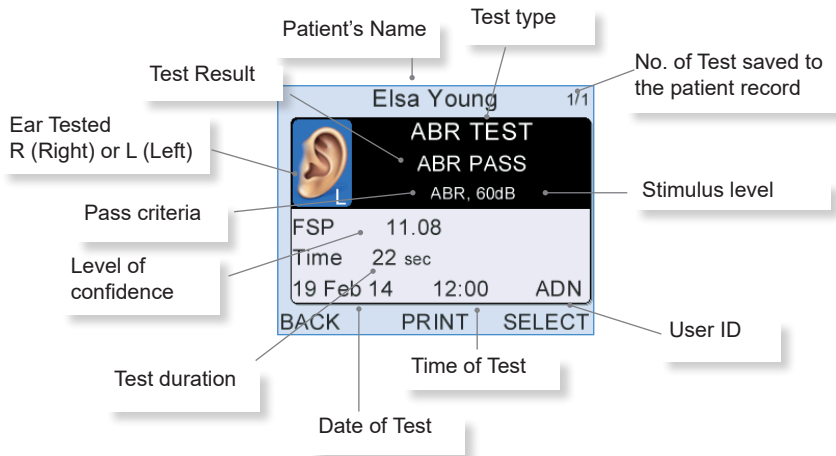 Patient's Name
Test type
Test Result
No. of Test saved to
the patient record
Ear Tested
R (Right) or L (Left)
Elsa Young 1/1
ABR TEST
ABR PASS
ABR, 60dB
L
Stimulus level
Pass criteria
FSP 11.08
Time 22 sec
19 Feb 14 12:00 ADN
BACK PRINT SELECT
Level of
confidence
User ID
Test duration
Time of Test
Date of Test